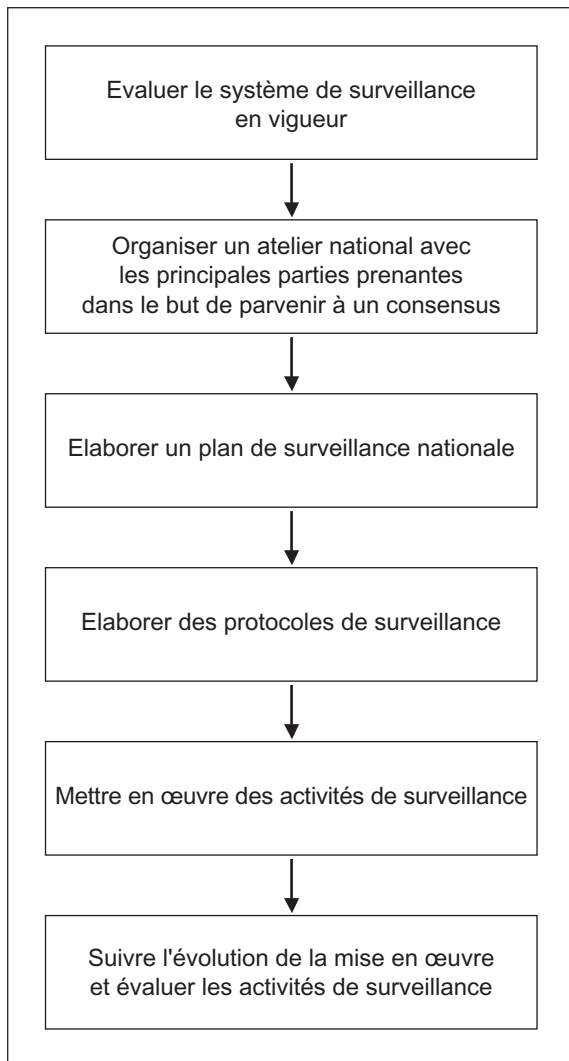 Evaluer le système de surveillance
en vigueur
Organiser un atelier national avec
les principales parties prenantes
dans le but de parvenir à un consensus
Elaborer un plan de surveillance nationale
Elaborer des protocoles de surveillance
Mettre en œuvre des activités de surveillance
Suivre l'évolution de la mise en œuvre
et évaluer les activités de surveillance